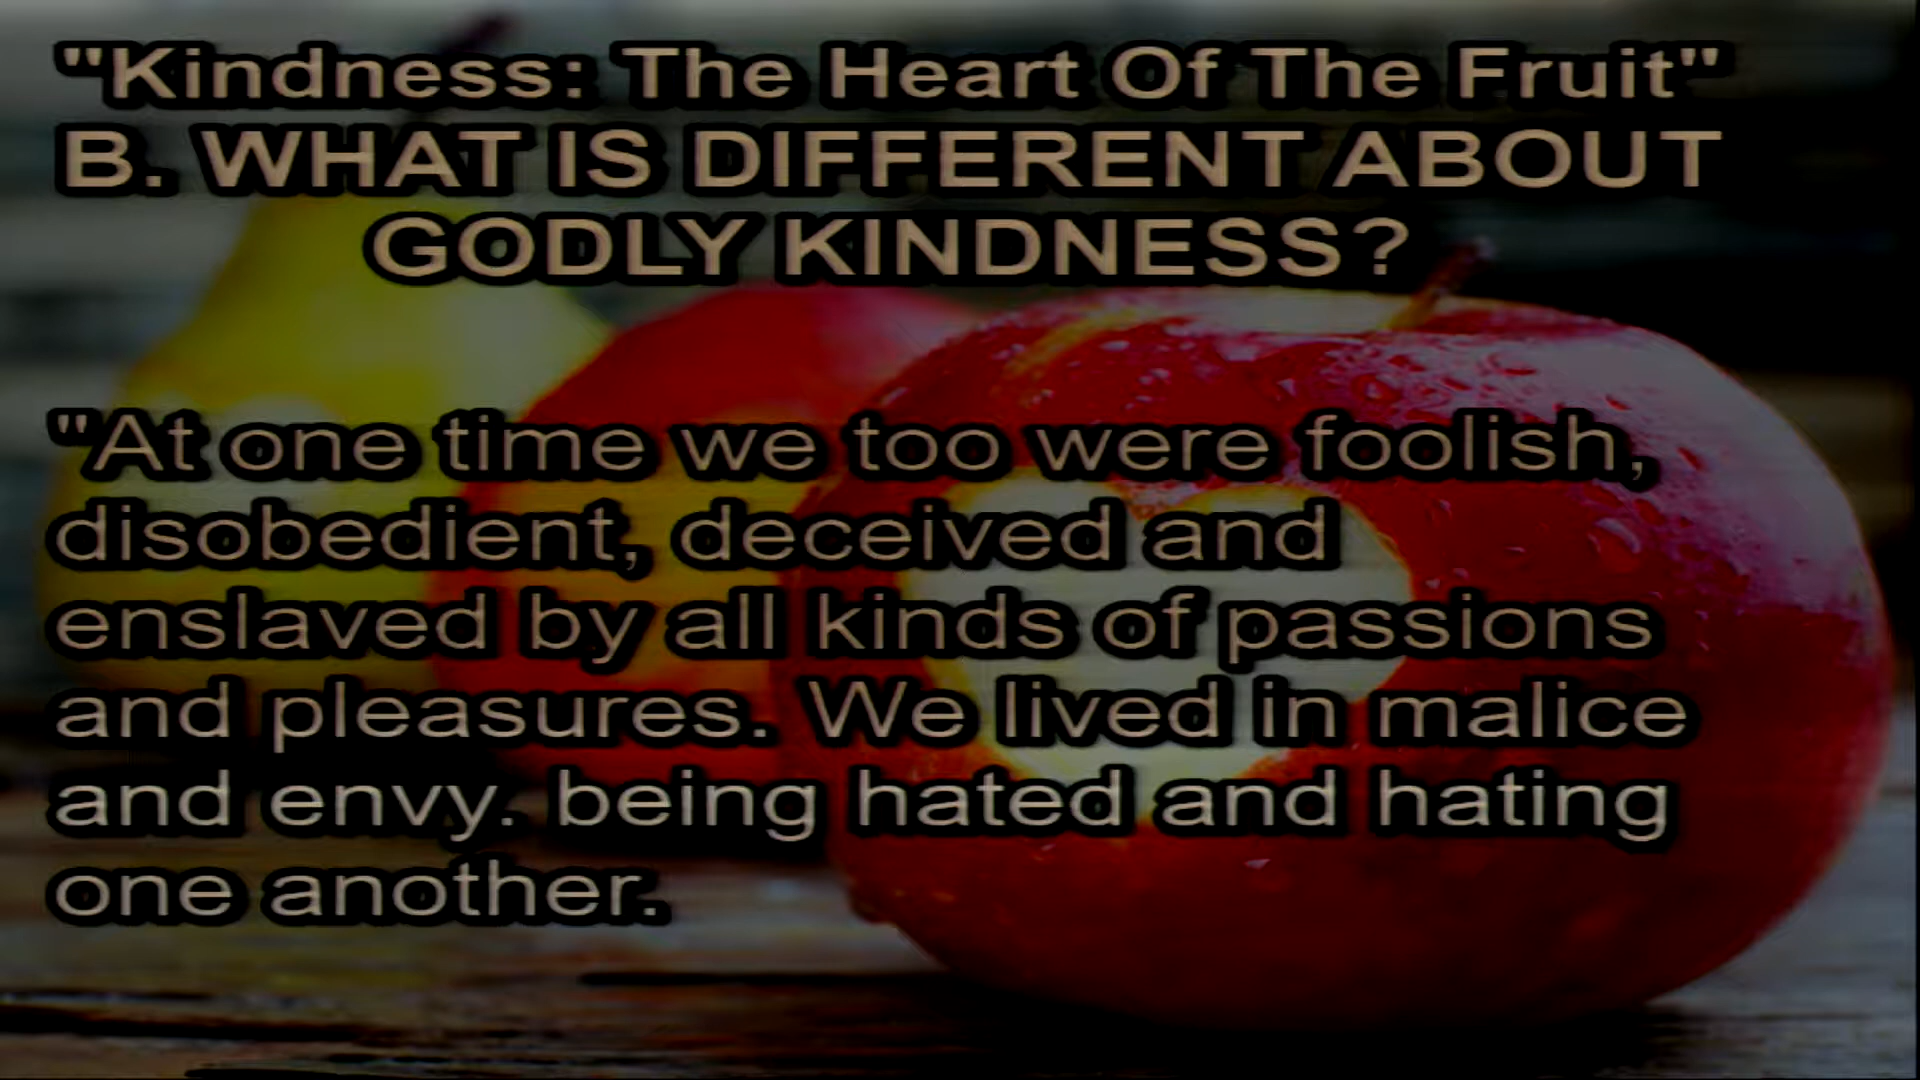 "Kindness: The Heart Of The Fruit"
B. WHAT IS DIFFERENT ABOUT
GODLY KINDNESS?
"At one time we too were foolish,
disobedient, deceived and
enslaved by all kinds of passions
and pleasures. We lived in malice
and envy. being hated and hating
one another.